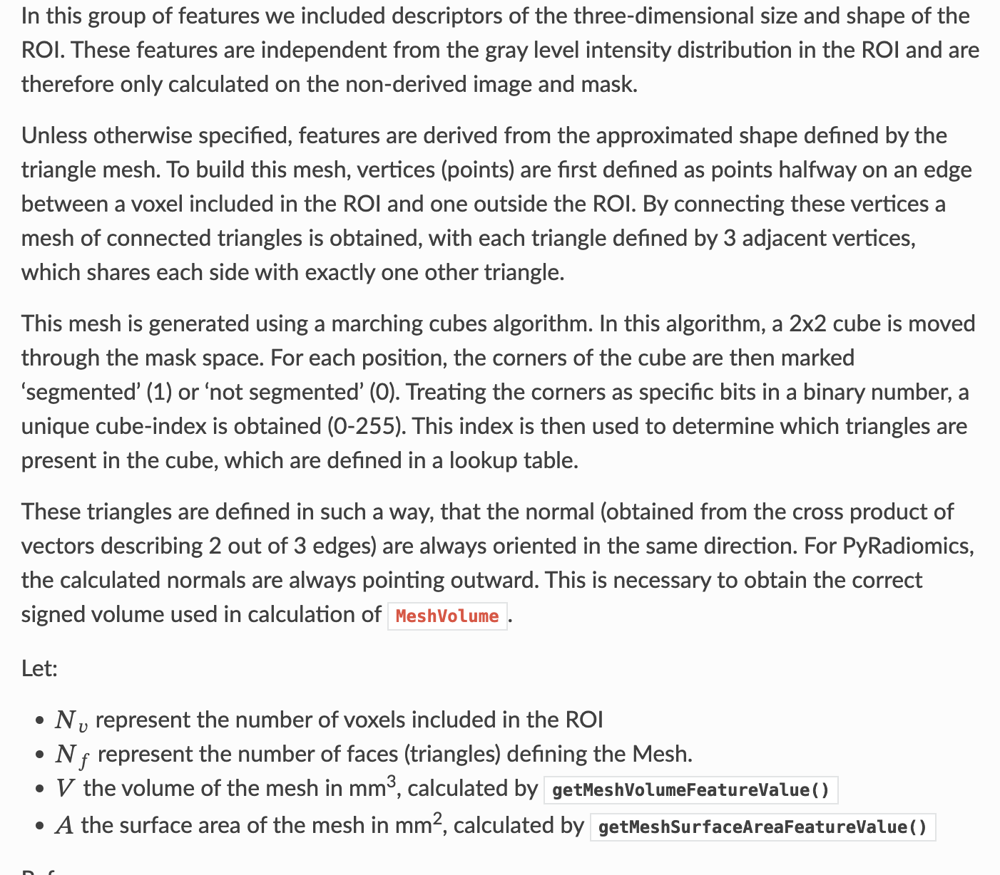 In this group of features we included descriptors of the three-dimensional size and shape of the
ROI. These features are independent from the gray level intensity distribution in the ROI and are
therefore only calculated on the non-derived image and mask.
Unless otherwise specified, features are derived from the approximated shape defined by the
triangle mesh. To build this mesh, vertices (points) are first defined as points halfway on an edge
between a voxel included in the ROI and one outside the ROI. By connecting these vertices a
mesh of connected triangles is obtained, with each triangle defined by 3 adjacent vertices,
which shares each side with exactly one other triangle.
This mesh is generated using a marching cubes algorithm. In this algorithm, a 2x2 cube is moved
through the mask space. For each position, the corners of the cube are then marked
‘segmented’ (1) or ‘not segmented’ (0). Treating the corners as specific bits in a binary number, a
unique cube-index is obtained (0-255). This index is then used to determine which triangles are
present in the cube, which are defined in a lookup table.
These triangles are defined in such a way, that the normal (obtained from the cross product of
vectors describing 2 out of 3 edges) are always oriented in the same direction. For PyRadiomics,
the calculated normals are always pointing outward. This is necessary to obtain the correct
signed volume used in calculation of MeshVolume.
Let:
• N_v represent the number of voxels included in the ROI
• N_f represent the number of faces (triangles) defining the Mesh.
• V the volume of the mesh in mm³, calculated by getMeshVolumeFeatureValue()
• A the surface area of the mesh in mm², calculated by getMeshSurfaceAreaFeatureValue()